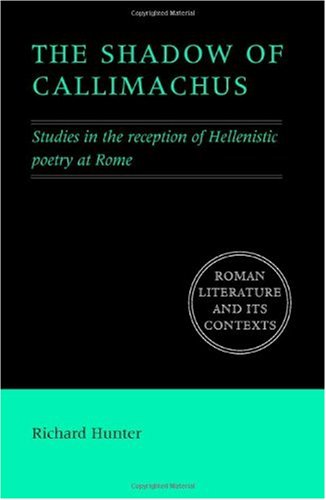 THE SHADOW OF
CALLIMACHUS
Studies in the reception of Hellenistic
poetry at Rome
ROMAN
LITERATURE
AND ITS
CONTEXTS
Richard Hunter